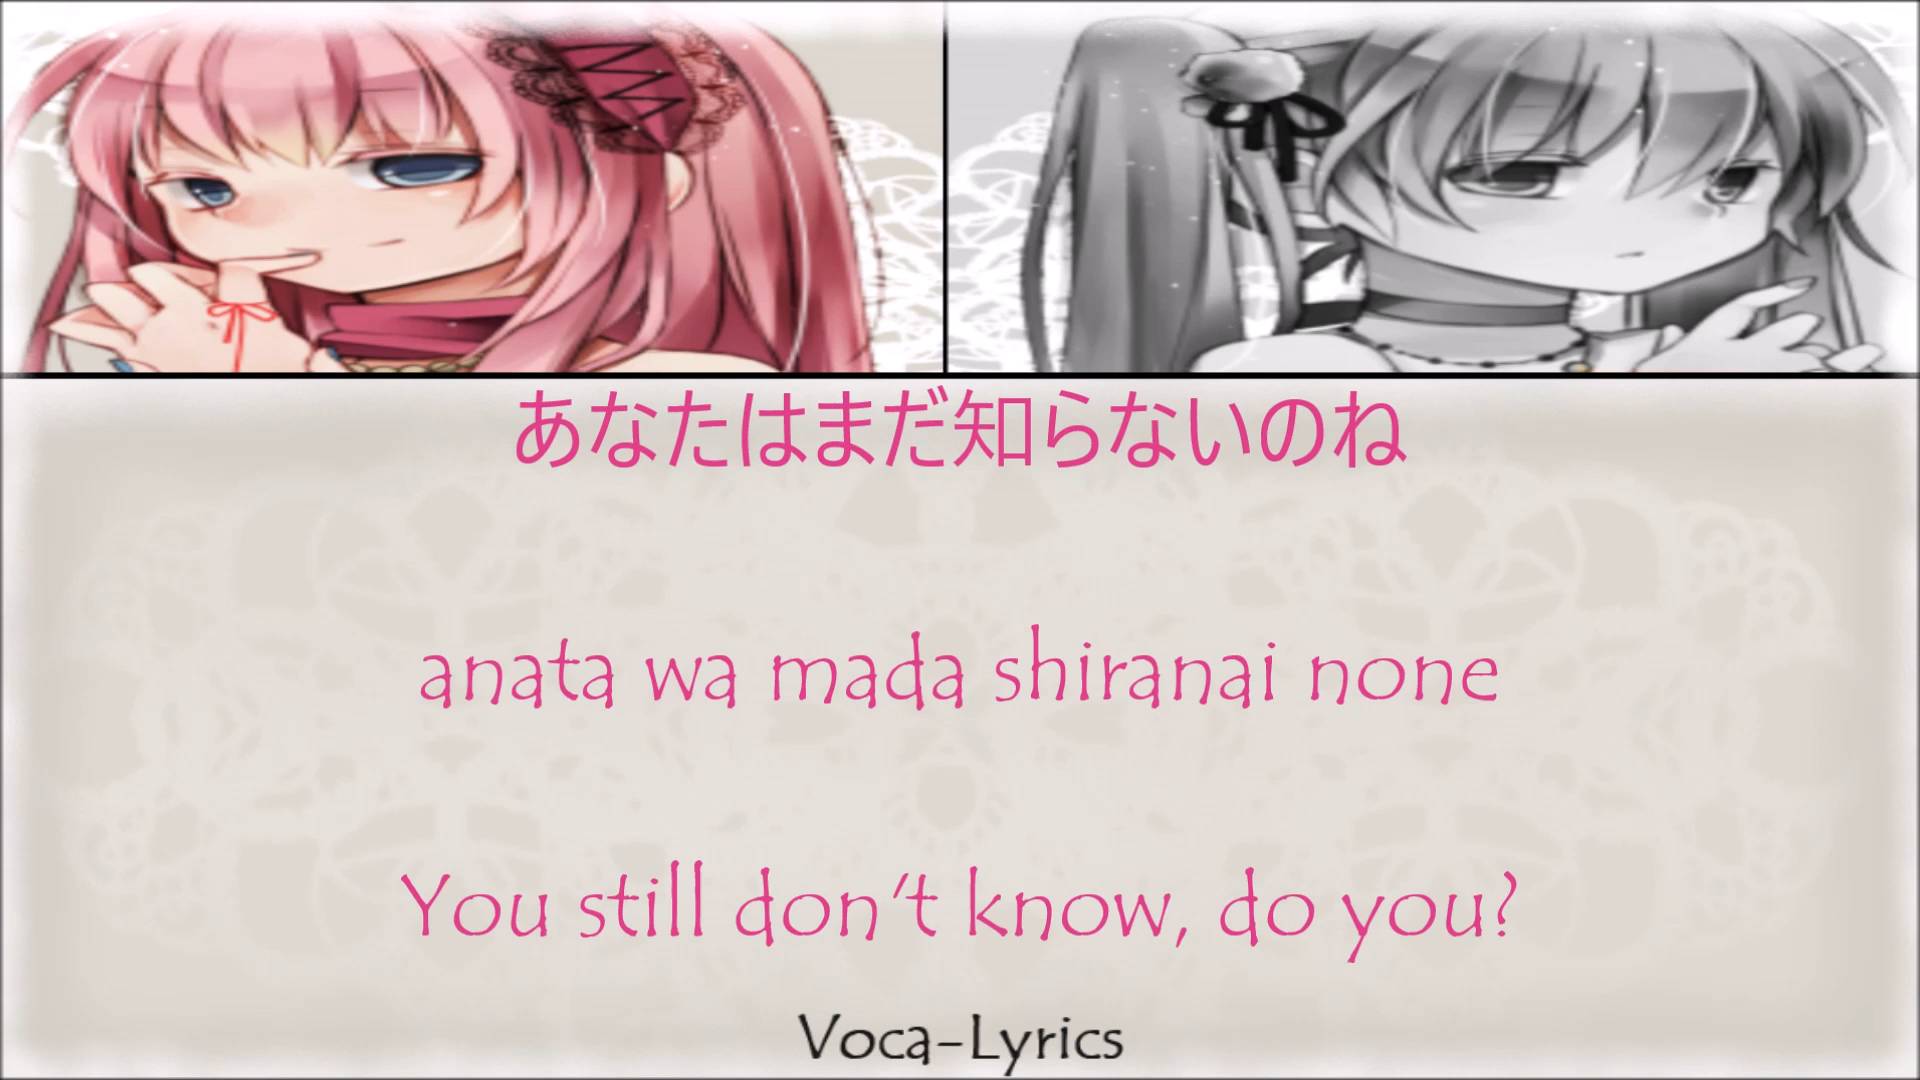 あなたはまだ知らないのね
anata wa mada shiranai none
You still don't know, do you?
Voca-Lyrics